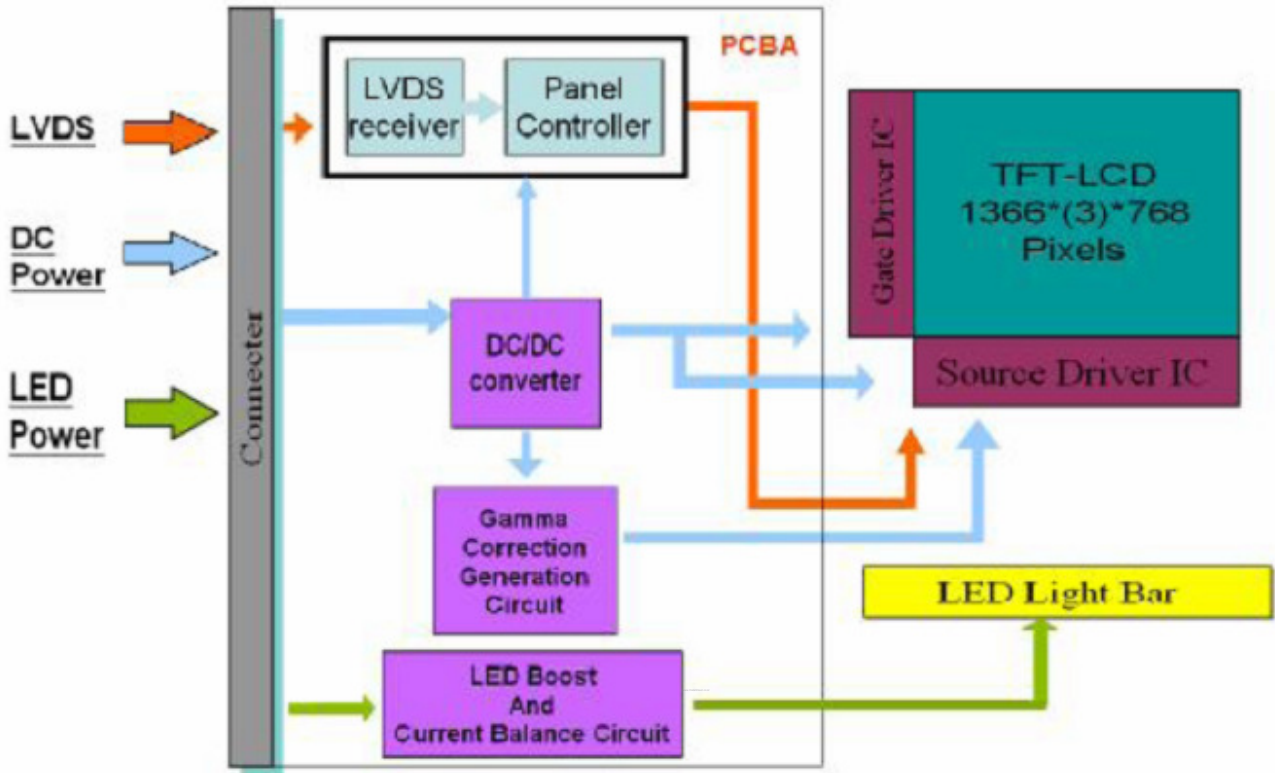 PCBA
LVDS
receiver
Panel
Controller
LVDS
DC
Power
LED
Power
Connecter
DC/DC
converter
Gamma
Correction
Generation
Circuit
LED Boost
And
Current Balance Circuit
Gate Driver IC
TFT-LCD
1366*(3)*768
Pixels
Source Driver IC
LED Light Bar